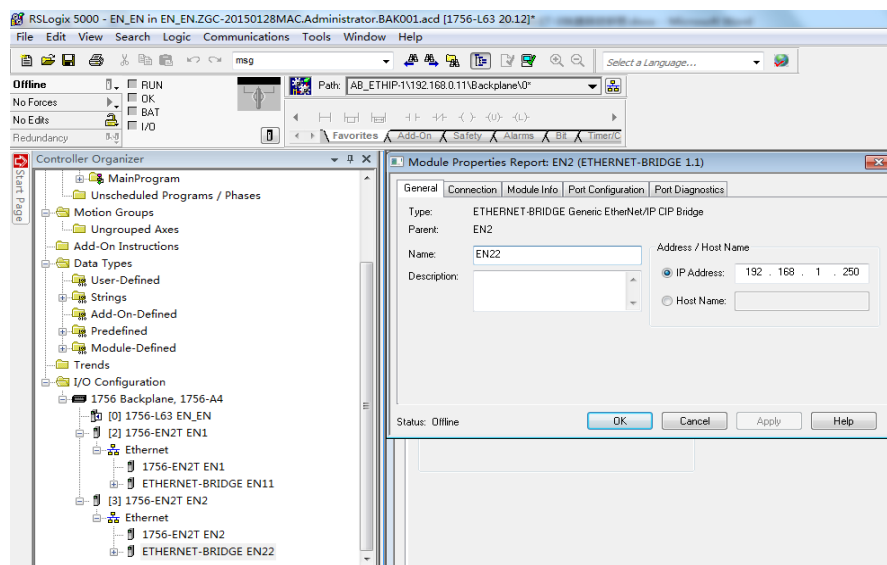 RSLogix 5000 - EN_EN in EN_EN.ZGC-20150128MAC.Administrator.BAK001.acd [1756-L63 20.12]*
File Edit View Search Logic Communications Tools Window Help
msg
Select a Language...
Offline
RUN
Path: AB_ETHIP-1\192.168.0.11\Backplane\0*
No Forces
OK
No Edits
BAT
Redundancy
I/O
Favorites Add-On Safety Alarms Bit Timer/C
Start Page
Controller Organizer
MainProgram
Unscheduled Programs / Phases
Motion Groups
Ungrouped Axes
Add-On Instructions
Data Types
User-Defined
Strings
Add-On-Defined
Predefined
Module-Defined
Trends
I/O Configuration
1756 Backplane, 1756-A4
[0] 1756-L63 EN_EN
[2] 1756-EN2T EN1
Ethernet
1756-EN2T EN1
ETHERNET-BRIDGE EN11
[3] 1756-EN2T EN2
Ethernet
1756-EN2T EN2
ETHERNET-BRIDGE EN22
Module Properties Report: EN2 (ETHERNET-BRIDGE 1.1)
General Connection Module Info Port Configuration Port Diagnostics
Type: ETHERNET-BRIDGE Generic EtherNet/IP CIP Bridge
Parent: EN2
Name: EN22
Description:
Address / Host Name
IP Address: 192 . 168 . 1 . 250
Host Name:
Status: Offline
OK Cancel Apply Help